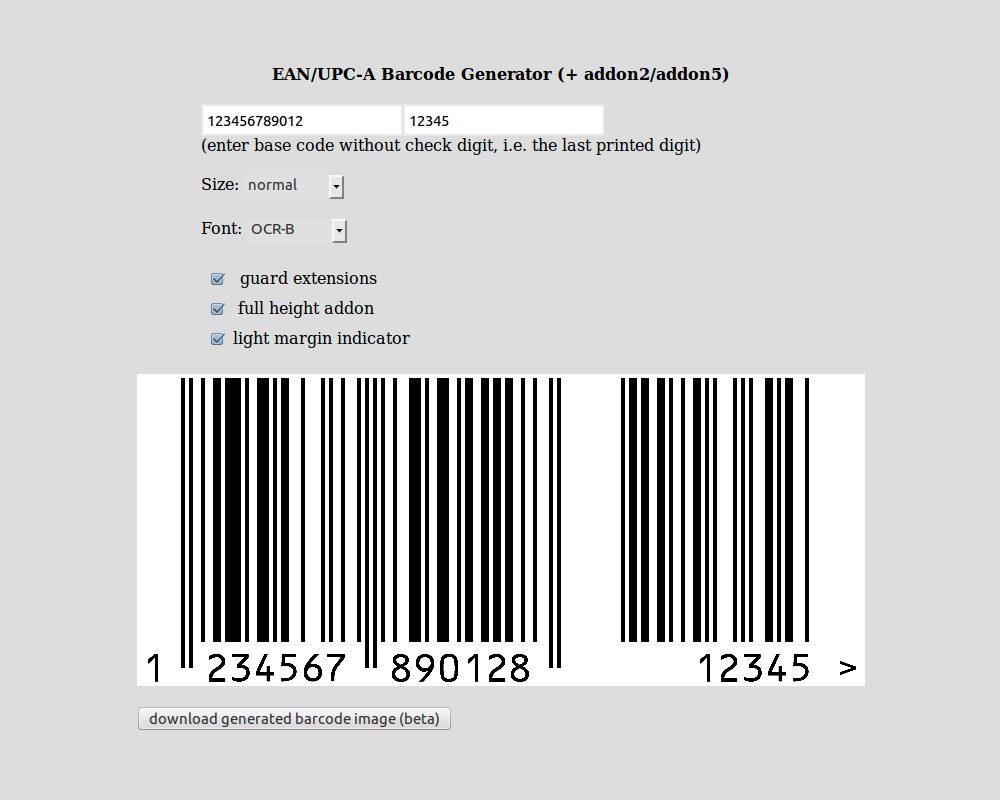 EAN/UPC-A Barcode Generator (+ addon2/addon5)
123456789012 12345
(enter base code without check digit, i.e. the last printed digit)
Size: normal
Font: OCR-B
guard extensions
full height addon
light margin indicator
1 234567 890128 12345 >
download generated barcode image (beta)